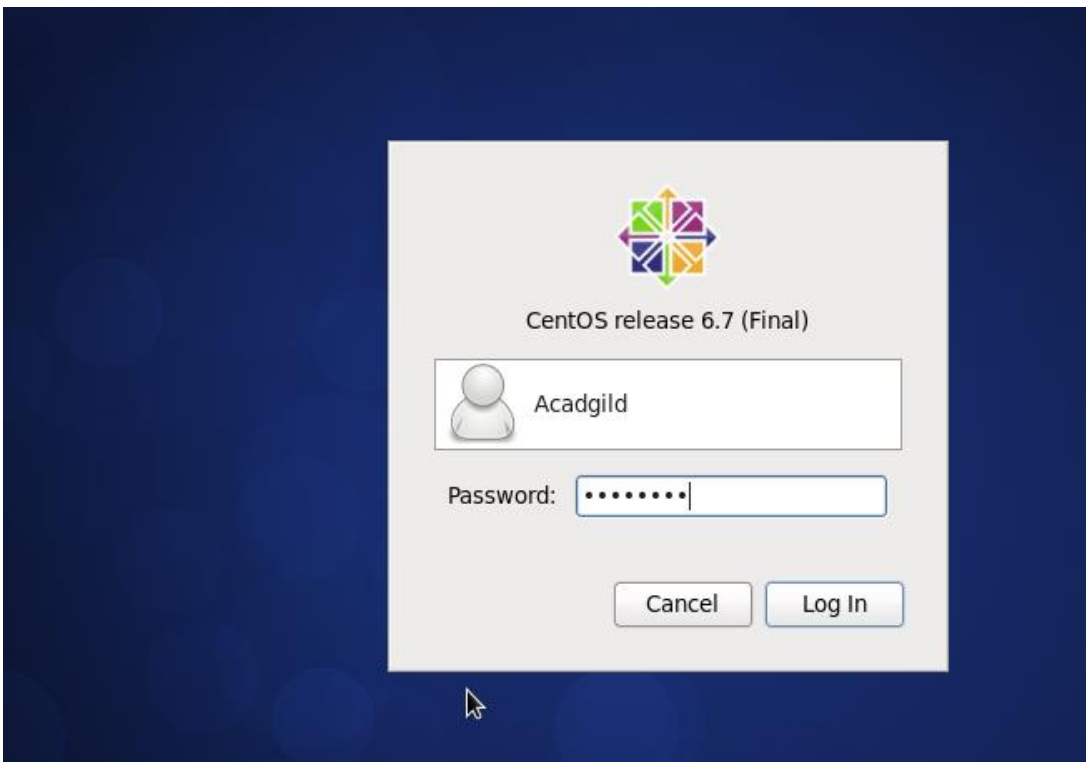 CentOS release 6.7 (Final)
Acadgild
Password: ••••••••
Cancel Log In